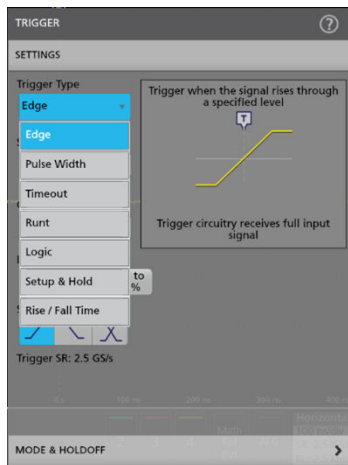 TRIGGER
?
SETTINGS
Trigger Type
Edge
Edge
Pulse Width
Timeout
Runt
Logic
Setup & Hold
Rise / Fall Time
Trigger when the signal rises through
a specified level
T
Trigger circuitry receives full input
signal
to
%
Trigger SR: 2.5 GS/s
Horizontal
Math
MODE & HOLDOFF